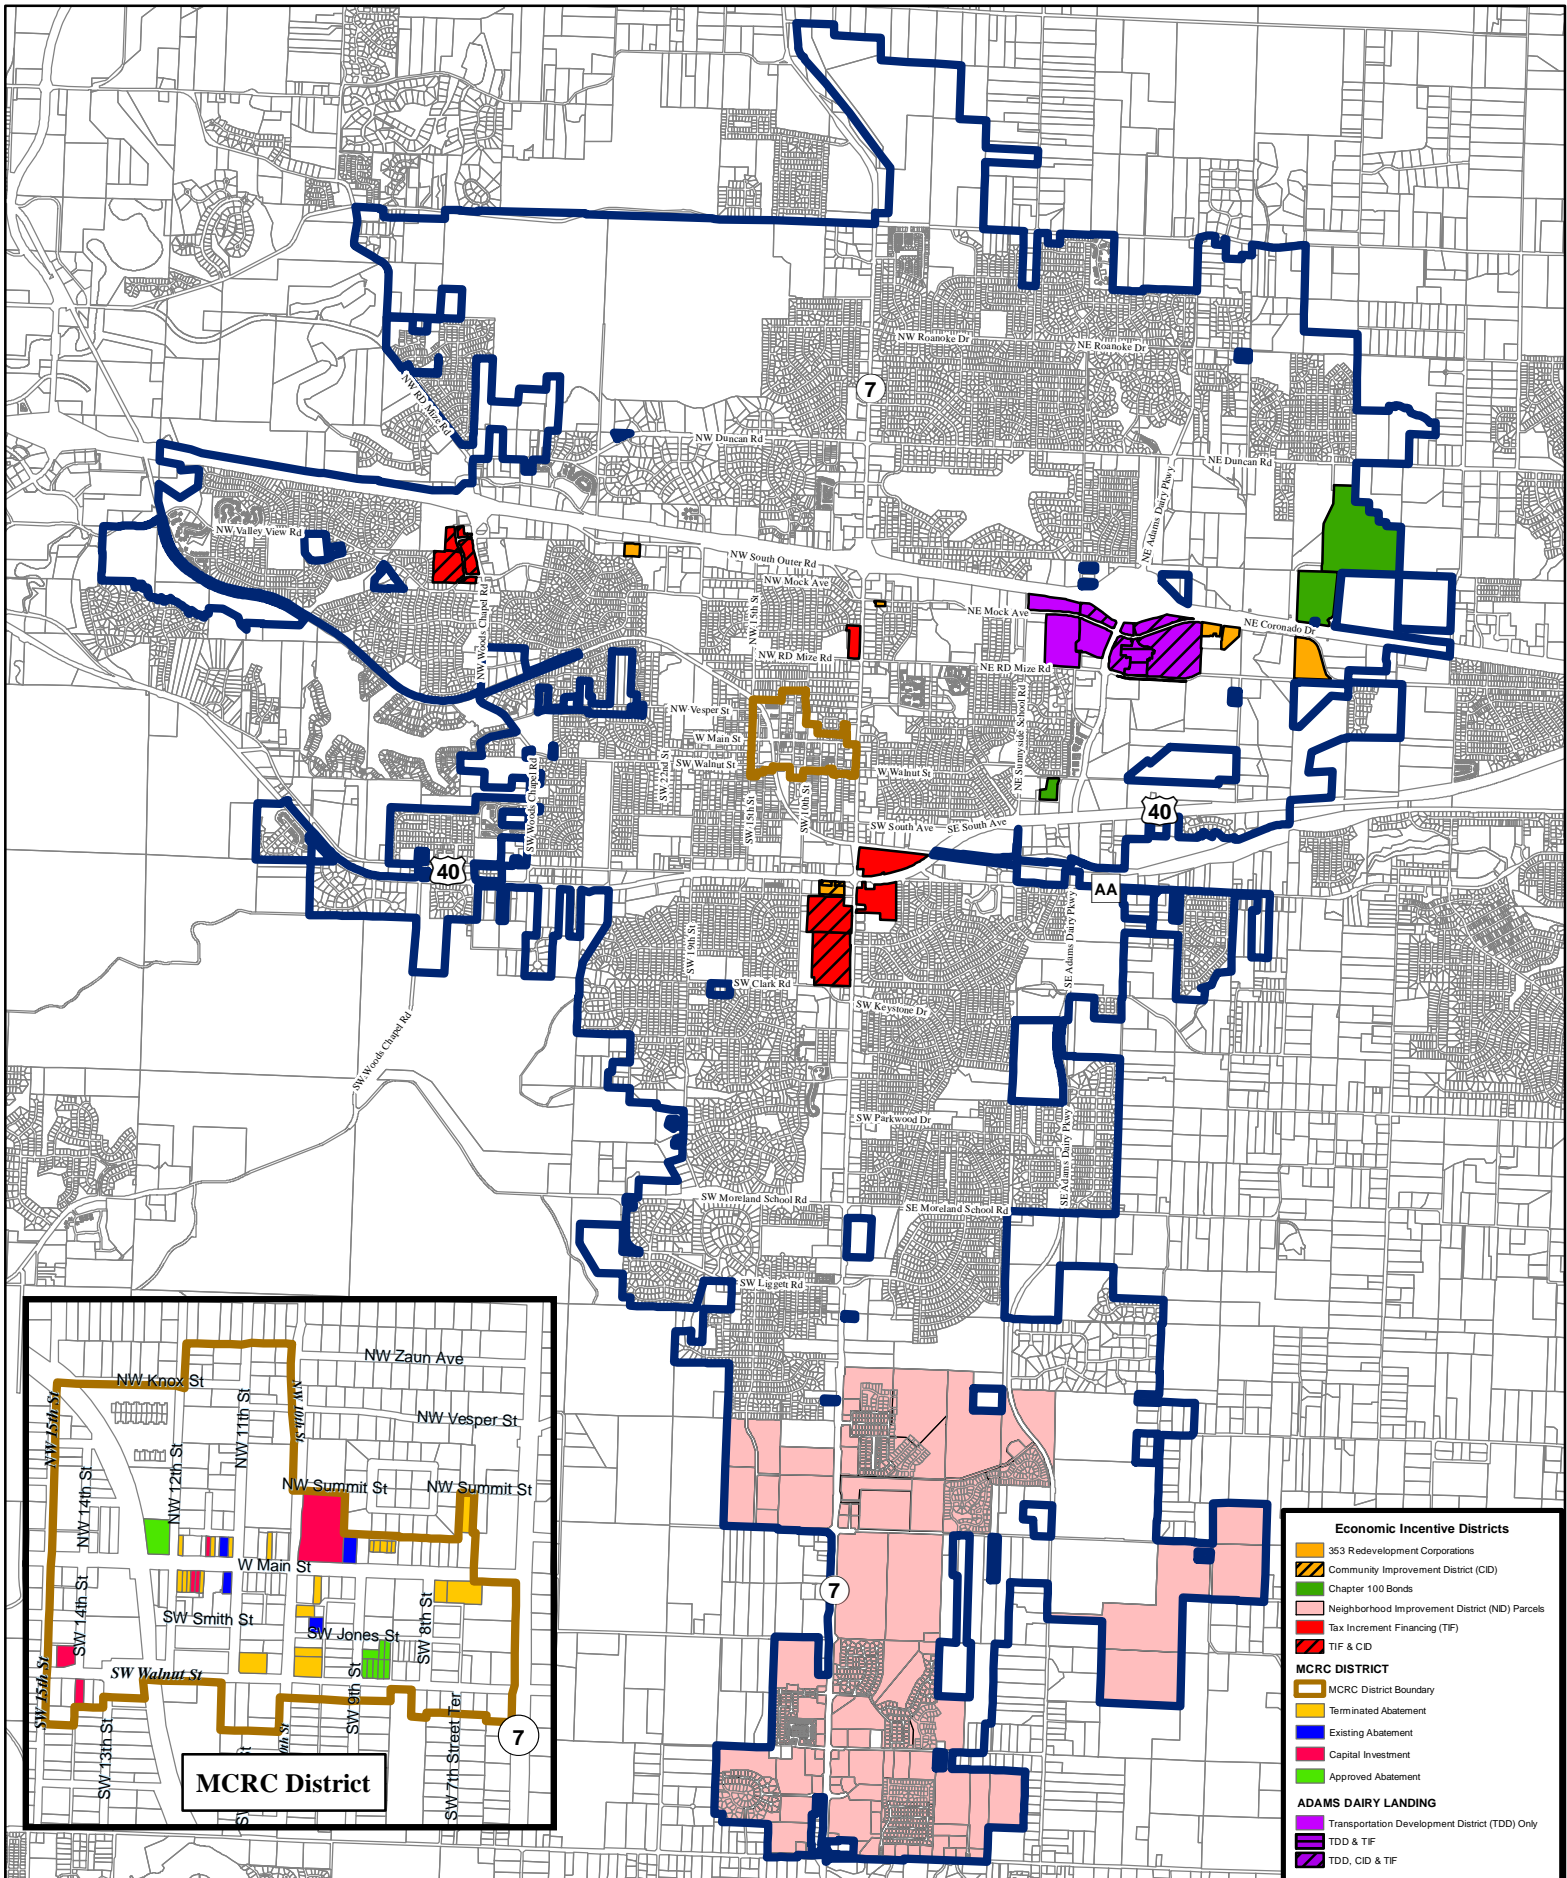 NW Roanoke Dr
NE Roanoke Dr
7
NW RD Mize Rd
NW Duncan Rd
NE Duncan Rd
NE Adams Dairy Pkwy
NW Valley View Rd
NW South Outer Rd
NW Mock Ave
NW 15th St
NE Mock Ave
NE Coronado Dr
NW Woods Chapel Rd
NW RD Mize Rd
NE RD Mize Rd
NE Sunnyside School Rd
NW Vesper St
W Main St
SW Walnut St
W Walnut St
SW 22nd St
SW 15th St
SW 10th St
SW Woods Chapel Rd
SW South Ave
SE South Ave
40
40
AA
SE Adams Dairy Pkwy
SW 19th St
SW Clark Rd
SW Keystone Dr
SW Woods Chapel Rd
SW Parkwood Dr
SE Adams Dairy Pkwy
SW Moreland School Rd
SE Moreland School Rd
SW Liggett Rd
7
NW Zaun Ave
NW Knox St
NW 15th St
NW 11th St
NW 10th St
NW Vesper St
NW 12th St
NW 14th St
NW Summit St
NW Summit St
W Main St
SW 14th St
SW Smith St
SW Jones St
SW 8th St
SW Walnut St
SW 15th St
SW 9th St
SW 13th St
SW 7th Street Ter
7
MCRC District
Economic Incentive Districts
353 Redevelopment Corporations
Community Improvement District (CID)
Chapter 100 Bonds
Neighborhood Improvement District (NID) Parcels
Tax Increment Financing (TIF)
TIF & CID
MCRC DISTRICT
MCRC District Boundary
Terminated Abatement
Existing Abatement
Capital Investment
Approved Abatement
ADAMS DAIRY LANDING
Transportation Development District (TDD) Only
TDD & TIF
TDD, CID & TIF